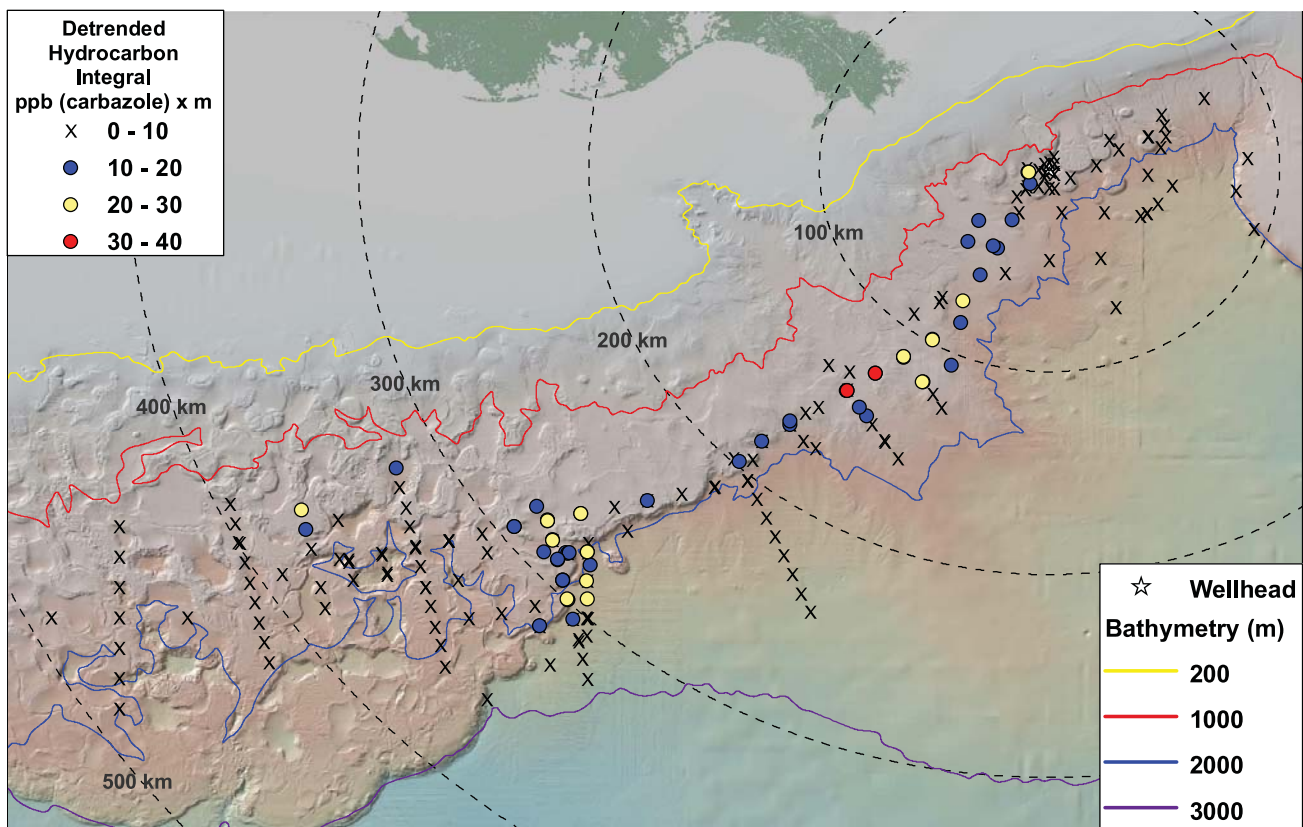 Detrended
Hydrocarbon
Integral
ppb (carbazole) x m
X 0 - 10
10 - 20
20 - 30
30 - 40
100 km
200 km
300 km
400 km
500 km
Wellhead
Bathymetry (m)
200
1000
2000
3000